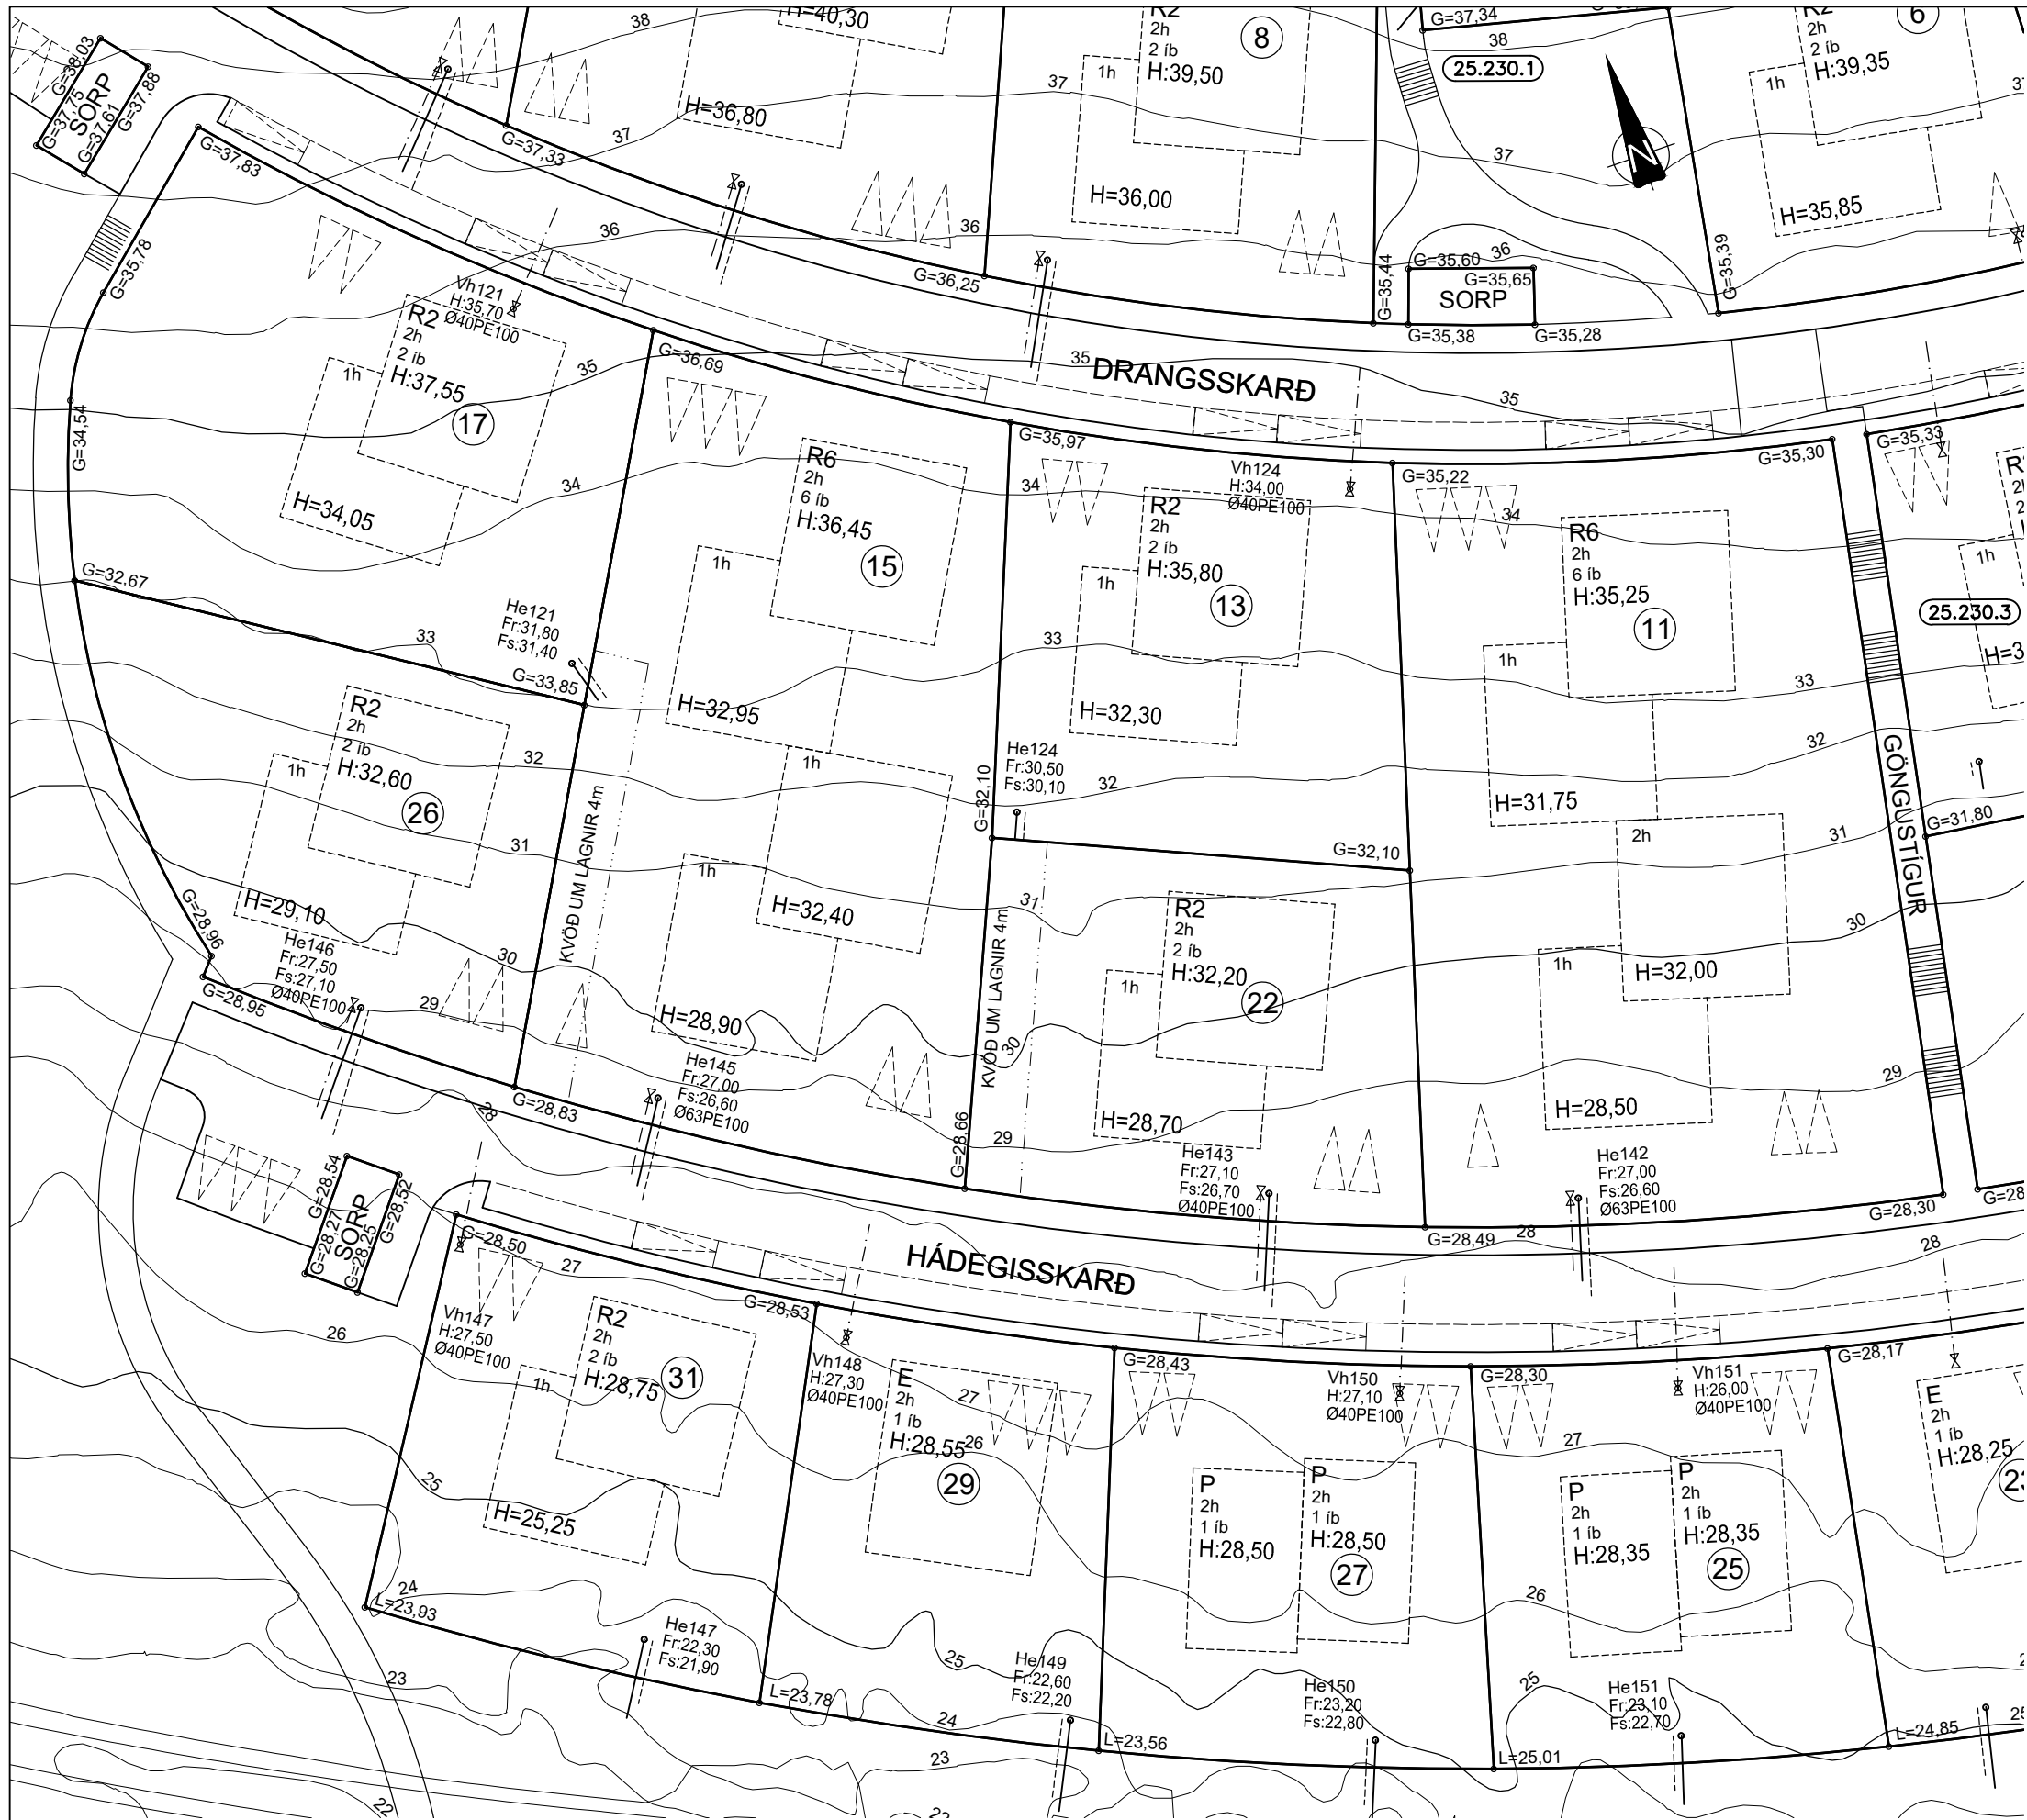 38
H=40,30
R2
2h
2 íb
H:39,50
8
1h
H=36,00
G=37,34
38
25.230.1
R2
2h
2 íb
H:39,35
6
1h
H=35,85
G=38,03
G=37,75
SORP
G=37,61
G=37,88
H=36,80
37
37
37
G=37,33
G=37,83
N
36
36
36
G=36,25
G=35,44
G=35,60
G=35,65
SORP
G=35,38
G=35,28
G=35,39
G=35,78
Vh121
H:35,70
Ø40PE100
R2
2h
2 íb
H:37,55
17
1h
H=34,05
G=34,54
35
G=36,69
35
DRANGSSKARÐ
35
G=35,97
G=35,22
G=35,30
G=35,33
R6
2h
6 íb
H:36,45
15
1h
H=32,95
34
34
34
Vh124
H:34,00
Ø40PE100
R2
2h
2 íb
H:35,80
13
1h
H=32,30
R6
2h
6 íb
H:35,25
11
1h
H=31,75
25.230.3
1h
G=32,67
He121
Fr:31,80
Fs:31,40
33
G=33,85
33
33
R2
2h
2 íb
H:32,60
26
1h
H=29,10
32
32
32
KVÖÐ UM LAGNIR 4m
1h
H=32,40
1h
H=28,90
He124
Fr:30,50
Fs:30,10
G=32,10
G=32,10
GÖNGUSTÍGUR
G=31,80
31
31
31
2h
H=32,00
1h
H=28,50
KVÖÐ UM LAGNIR 4m
R2
2h
2 íb
H:32,20
22
1h
H=28,70
30
30
30
G=28,96
He146
Fr:27,50
Fs:27,10
Ø40PE100
G=28,95
29
29
29
He145
Fr:27,00
Fs:26,60
Ø63PE100
G=28,83
G=28,66
28
He143
Fr:27,10
Fs:26,70
Ø40PE100
He142
Fr:27,00
Fs:26,60
Ø63PE100
G=28,30
G=28,49
28
28
G=28,54
G=28,27
SORP
G=28,25
G=28,52
G=28,50
27
HÁDEGISSKARÐ
G=28,53
G=28,43
G=28,30
G=28,17
Vh147
H:27,50
Ø40PE100
26
R2
2h
2 íb
H:28,75
31
1h
H=25,25
Vh148
H:27,30
Ø40PE100
E
2h
1 íb
H:28,55
29
26
27
Vh150
H:27,10
Ø40PE100
Vh151
H:26,00
Ø40PE100
27
P
2h
1 íb
H:28,50
P
2h
1 íb
H:28,50
27
P
2h
1 íb
H:28,35
P
2h
1 íb
H:28,35
25
E
2h
1 íb
H:28,25
25
26
24
L=23,93
He147
Fr:22,30
Fs:21,90
23
L=23,78
25
24
He149
Fr:22,60
Fs:22,20
L=23,56
He150
Fr:23,20
Fs:22,80
25
He151
Fr:23,10
Fs:22,70
L=25,01
L=24,85
22
23